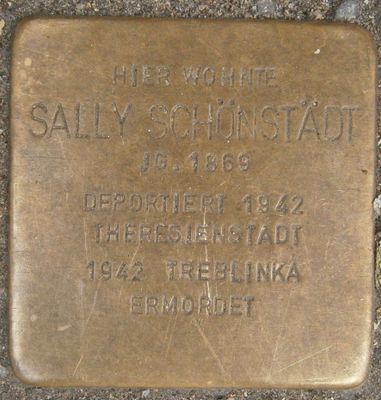 HIER WOHNTE
SALLY SCHÖNSTÄDT
JG. 1869
DEPORTIERT 1942
THERESIENSTADT
1942 TREBLINKA
ERMORDET